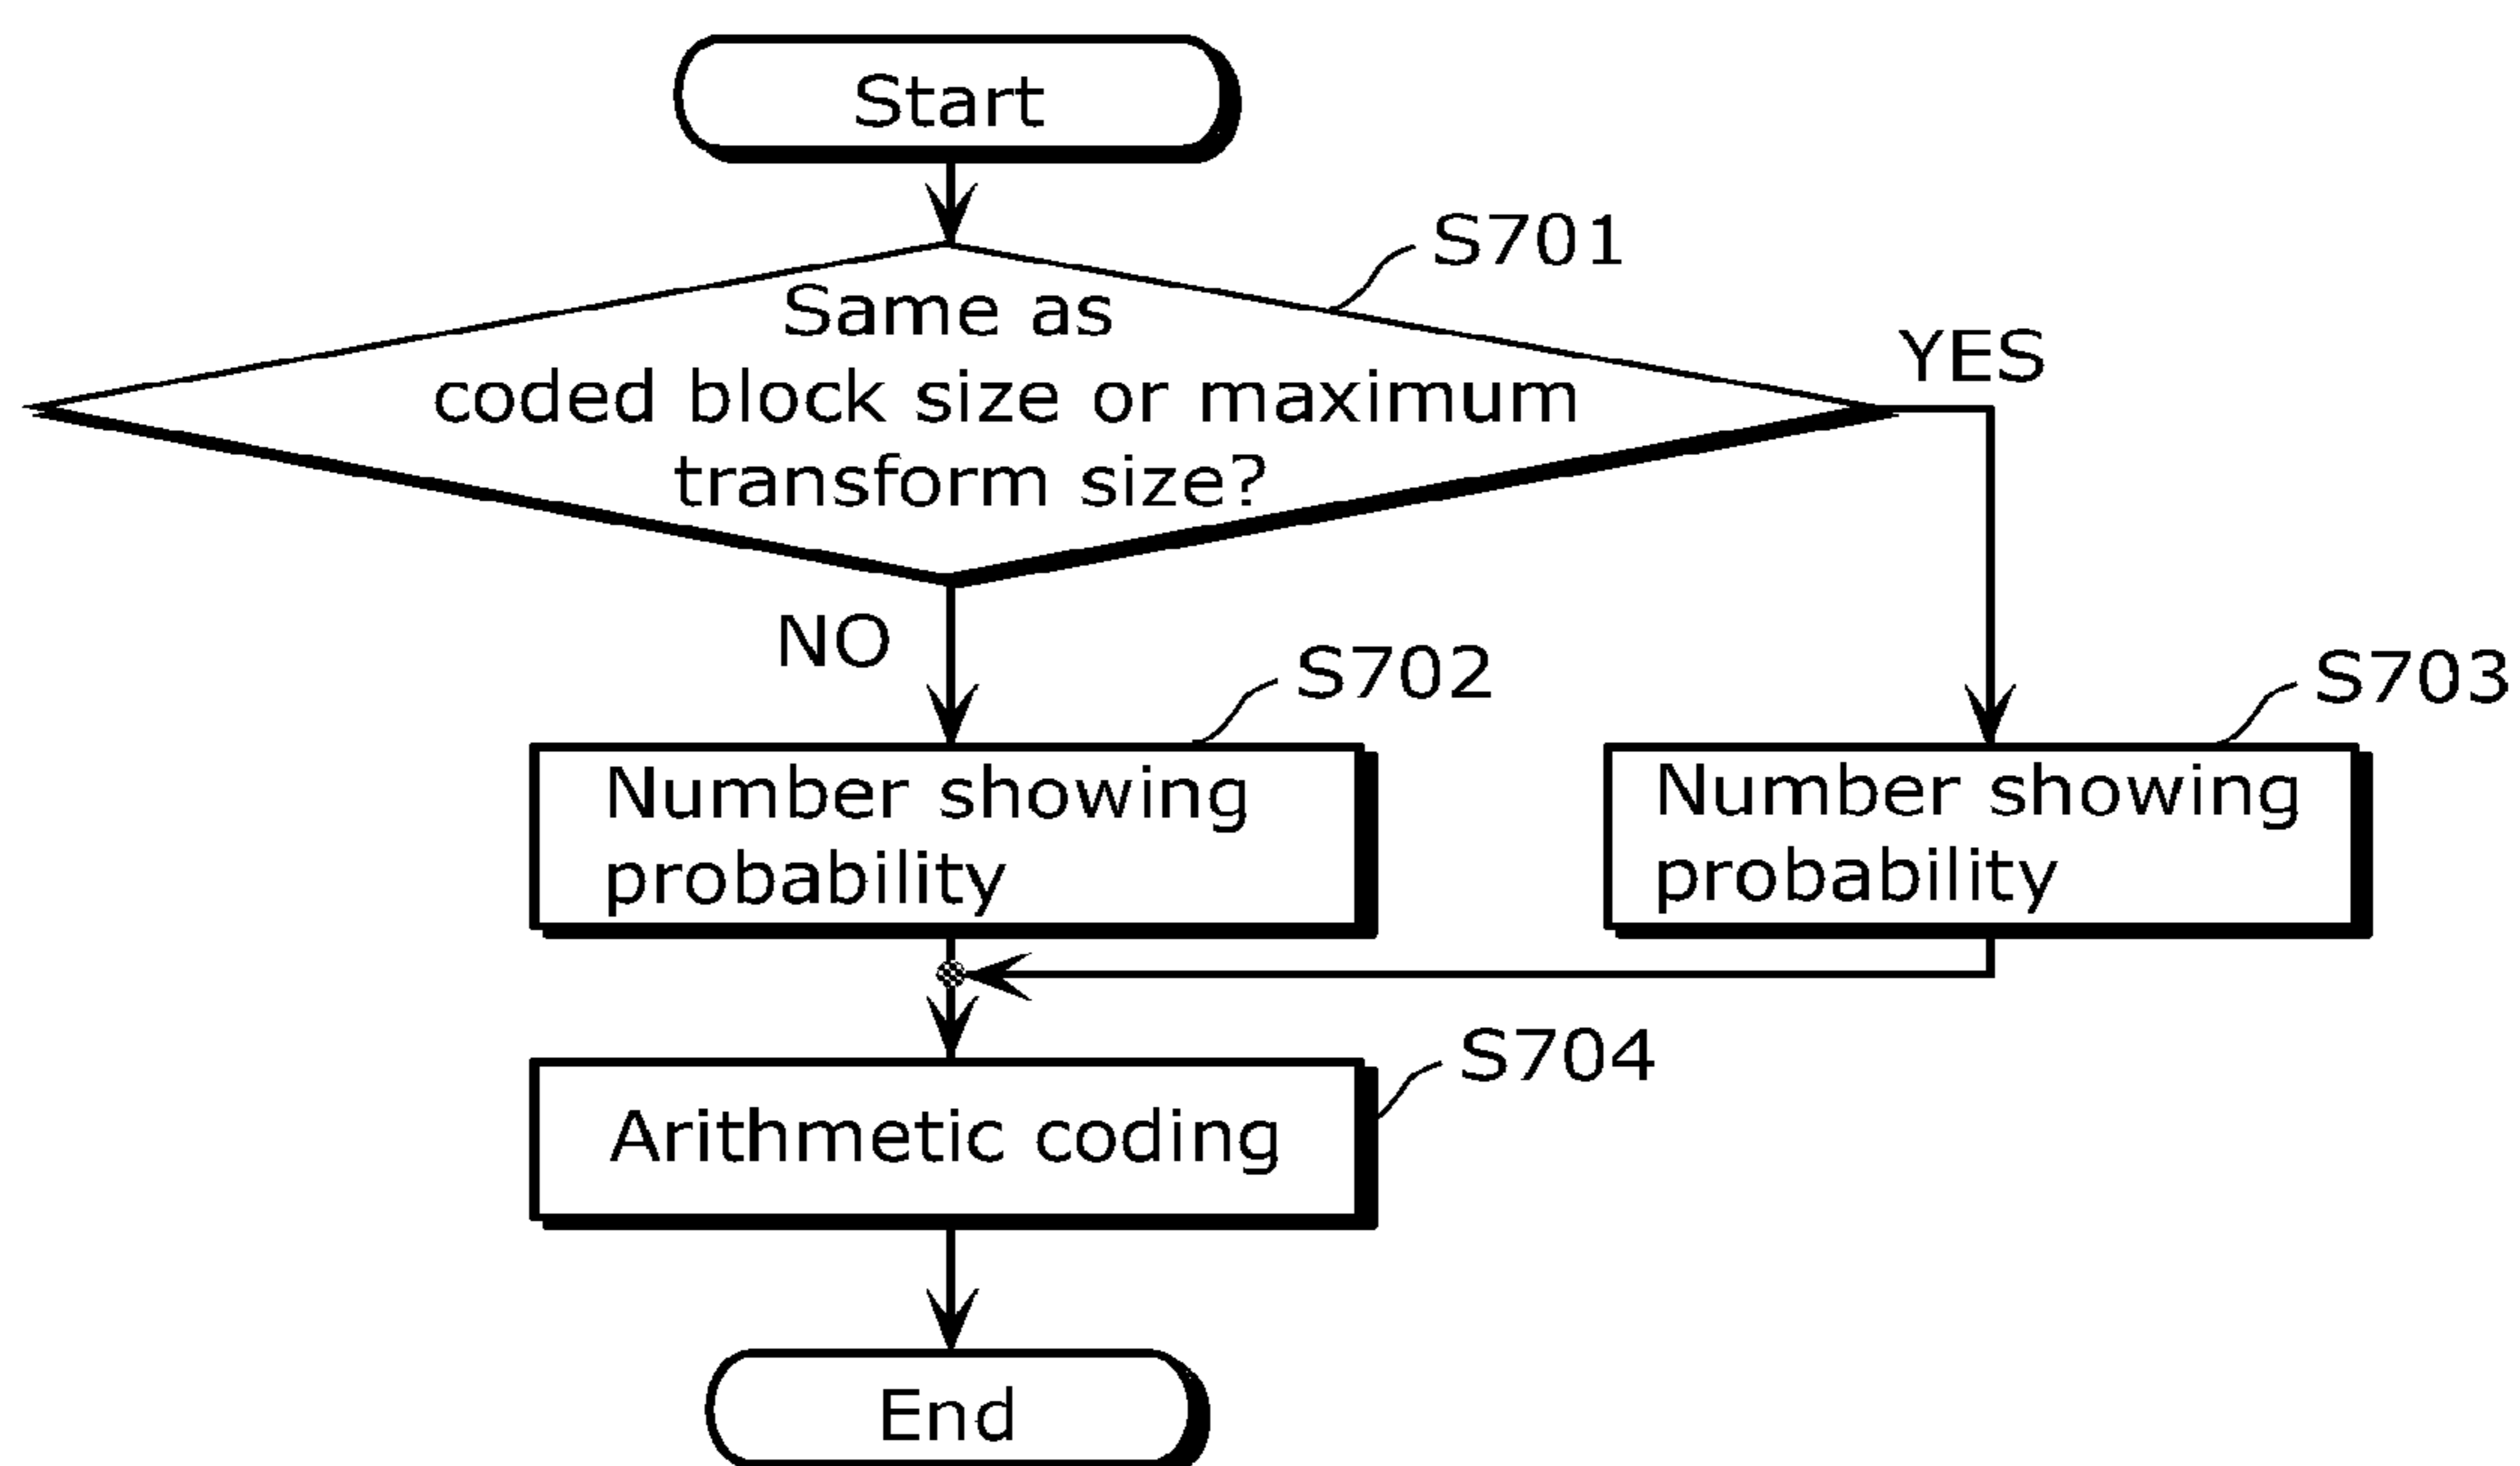 Start
S701
Same as
coded block size or maximum
transform size?
YES
NO
S702
S703
Number showing
probability
Number showing
probability
S704
Arithmetic coding
End